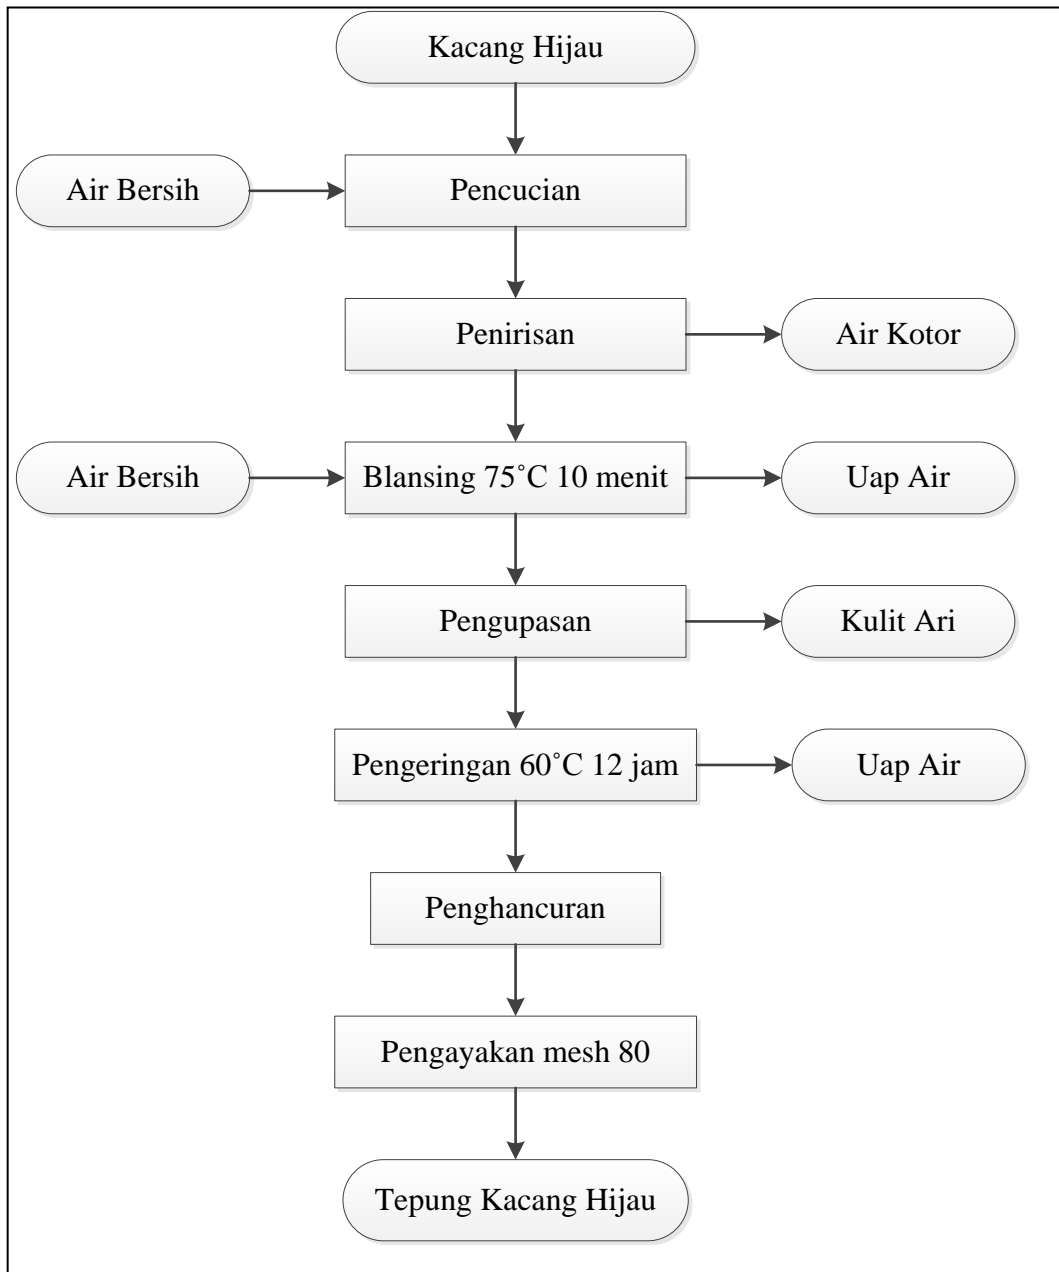 Kacang Hijau
Air Bersih
Pencucian
Penirisan
Air Kotor
Air Bersih
Blansing 75˚C 10 menit
Uap Air
Pengupasan
Kulit Ari
Pengeringan 60˚C 12 jam
Uap Air
Penghancuran
Pengayakan mesh 80
Tepung Kacang Hijau